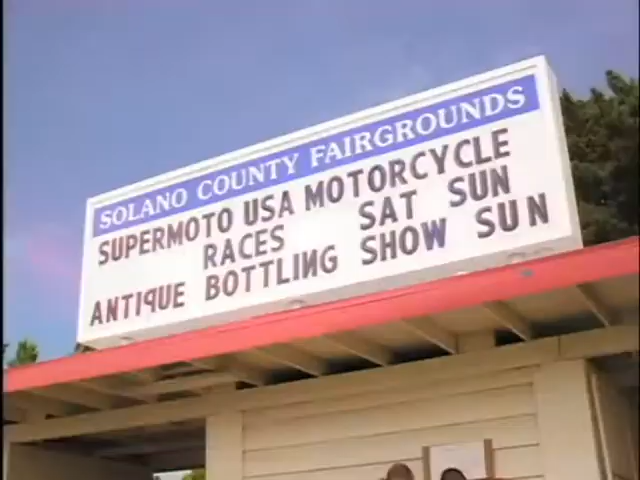 SOLANO COUNTY FAIRGROUNDS
SUPERMOTO USA MOTORCYCLE
RACES SAT SUN
ANTIQUE BOTTLING SHOW SUN